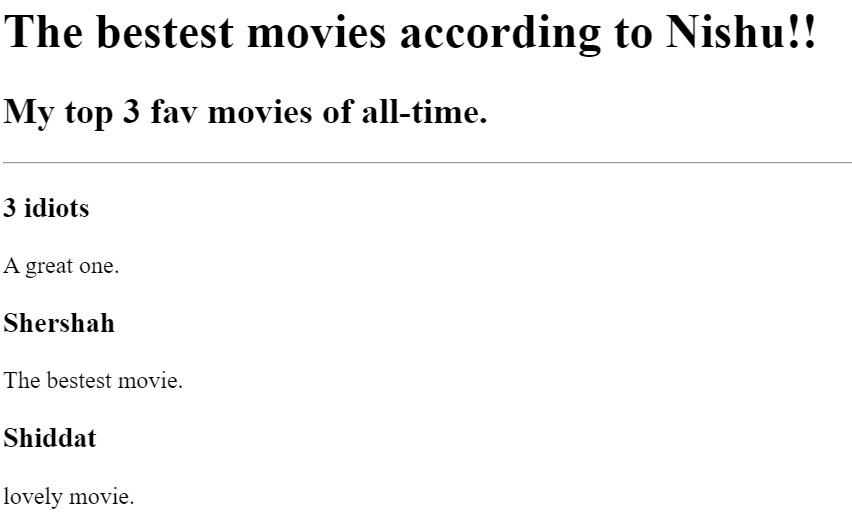 The bestest movies according to Nishu!!
My top 3 fav movies of all-time.
3 idiots
A great one.
Shershah
The bestest movie.
Shiddat
lovely movie.